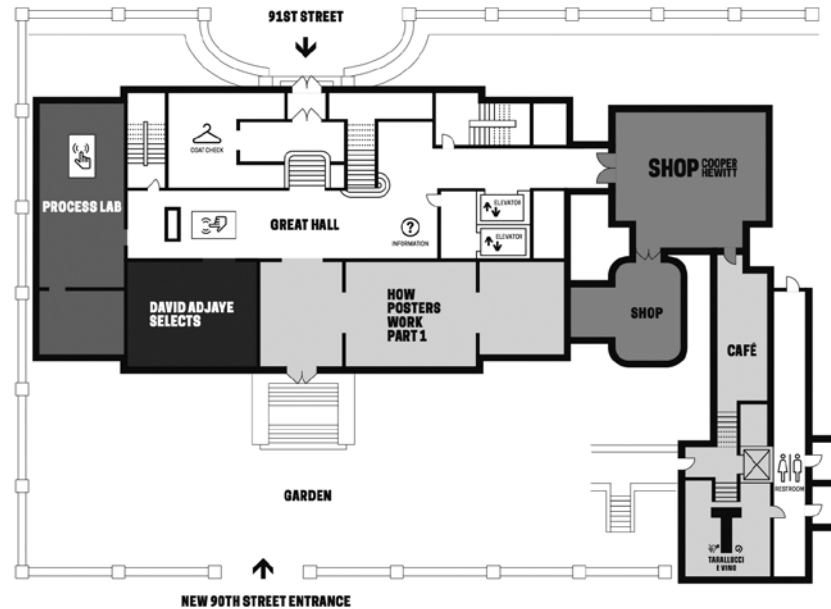 91ST STREET
COAT CHECK
SHOP COOPER
HEWITT
PROCESS LAB
ELEVATOR
GREAT HALL
?
INFORMATION
ELEVATOR
DAVID ADJAYE
SELECTS
HOW
POSTERS
WORK
PART 1
SHOP
CAFÉ
GARDEN
RESTROOM
TARALLUCCI
E VINO
NEW 90TH STREET ENTRANCE